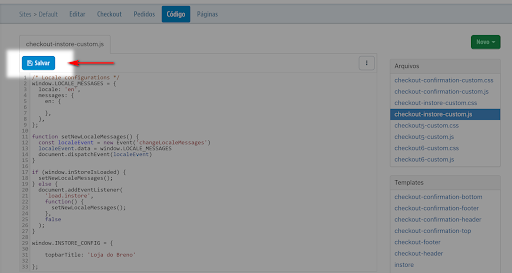 Sites > Default Editar Checkout Pedidos Código Páginas
checkout-instore-custom.js
Salvar
1 /* Locale configurations */
2 window.LOCALE_MESSAGES = {
3 locale: 'en',
4 messages: {
5 en: {
6
7 },
8 },
9 };
10
11 function setNewLocaleMessages() {
12 const localeEvent = new Event('changeLocaleMessages')
13 localeEvent.data = window.LOCALE_MESSAGES
14 document.dispatchEvent(localeEvent)
15 }
16
17 if (window.inStoreIsLoaded) {
18 setNewLocaleMessages();
19 } else {
20 document.addEventListener(
21 'load.instore',
22 function() {
23 setNewLocaleMessages();
24 },
25 false
26 );
27 }
28
29 window.INSTORE_CONFIG = {
30
31 topbarTitle: 'Loja do Breno'
32
33 };
Novo
Arquivos
checkout-confirmation-custom.css
checkout-confirmation-custom.js
checkout-instore-custom.css
checkout-instore-custom.js
checkout5-custom.css
checkout5-custom.js
checkout6-custom.css
checkout6-custom.js
Templates
checkout-confirmation-bottom
checkout-confirmation-footer
checkout-confirmation-header
checkout-confirmation-top
checkout-footer
checkout-header
instore